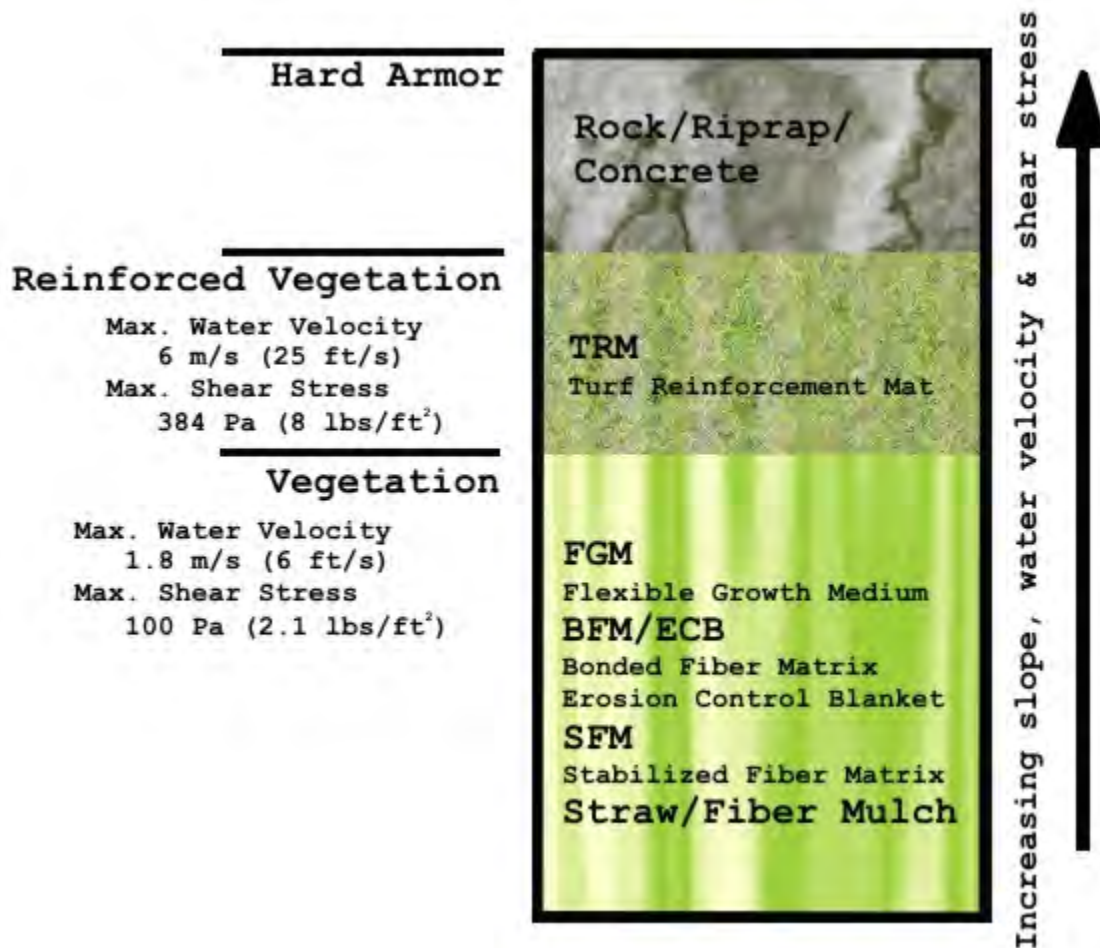 Hard Armor
Rock/Riprap/
Concrete
Reinforced Vegetation
Max. Water Velocity
6 m/s (25 ft/s)
Max. Shear Stress
384 Pa (8 lbs/ft²)
TRM
Turf Reinforcement Mat
Vegetation
Max. Water Velocity
1.8 m/s (6 ft/s)
Max. Shear Stress
100 Pa (2.1 lbs/ft²)
FGM
Flexible Growth Medium
BFM/ECB
Bonded Fiber Matrix
Erosion Control Blanket
SFM
Stabilized Fiber Matrix
Straw/Fiber Mulch
Increasing slope, water velocity & shear stress